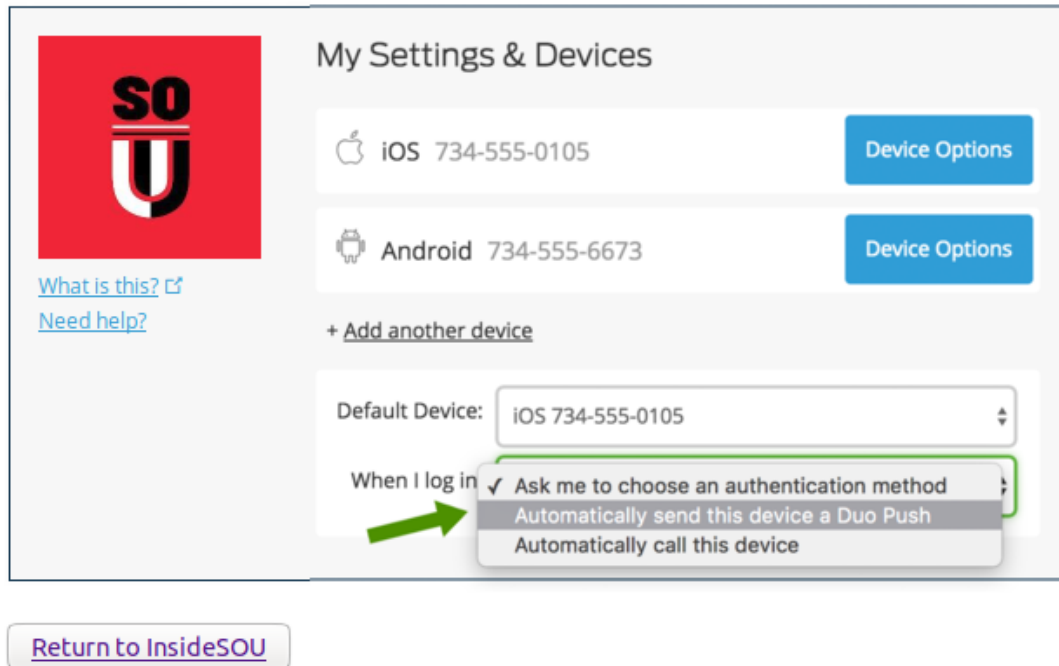 SO
U
My Settings & Devices
iOS 734-555-0105
Device Options
Android 734-555-6673
Device Options
What is this?
Need help?
+ Add another device
Default Device:
iOS 734-555-0105
When I log in
✓ Ask me to choose an authentication method
Automatically send this device a Duo Push
Automatically call this device
Return to InsideSOU